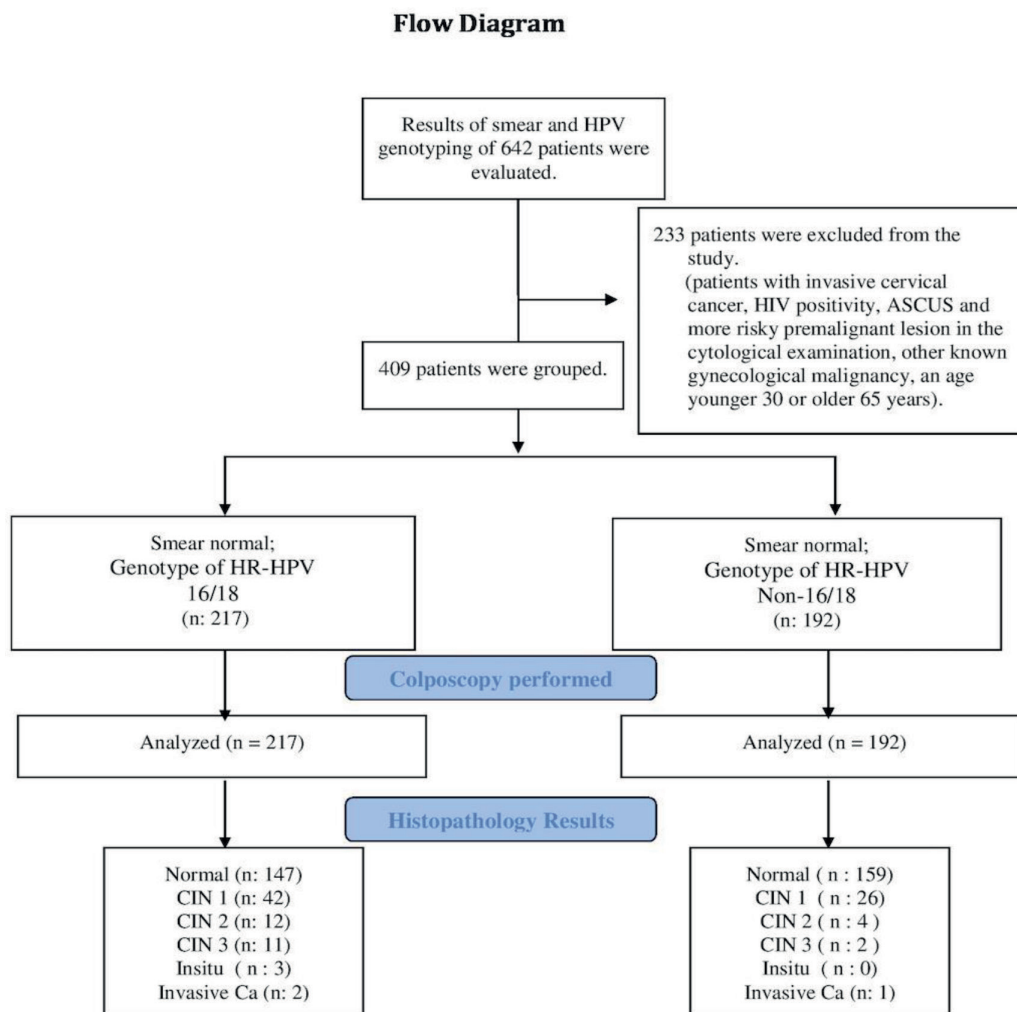 Flow Diagram
Results of smear and HPV
genotyping of 642 patients were
evaluated.
233 patients were excluded from the
study.
(patients with invasive cervical
cancer, HIV positivity, ASCUS and
more risky premalignant lesion in the
cytological examination, other known
gynecological malignancy, an age
younger 30 or older 65 years).
409 patients were grouped.
Smear normal;
Genotype of HR-HPV
16/18
(n: 217)
Smear normal;
Genotype of HR-HPV
Non-16/18
(n: 192)
Colposcopy performed
Analyzed (n = 217)
Analyzed (n = 192)
Histopathology Results
Normal (n: 147)
CIN 1 (n: 42)
CIN 2 (n: 12)
CIN 3 (n: 11)
Insitu ( n : 3)
Invasive Ca (n: 2)
Normal ( n : 159)
CIN 1 ( n : 26)
CIN 2 ( n : 4 )
CIN 3 ( n : 2 )
Insitu ( n : 0)
Invasive Ca ( n: 1)